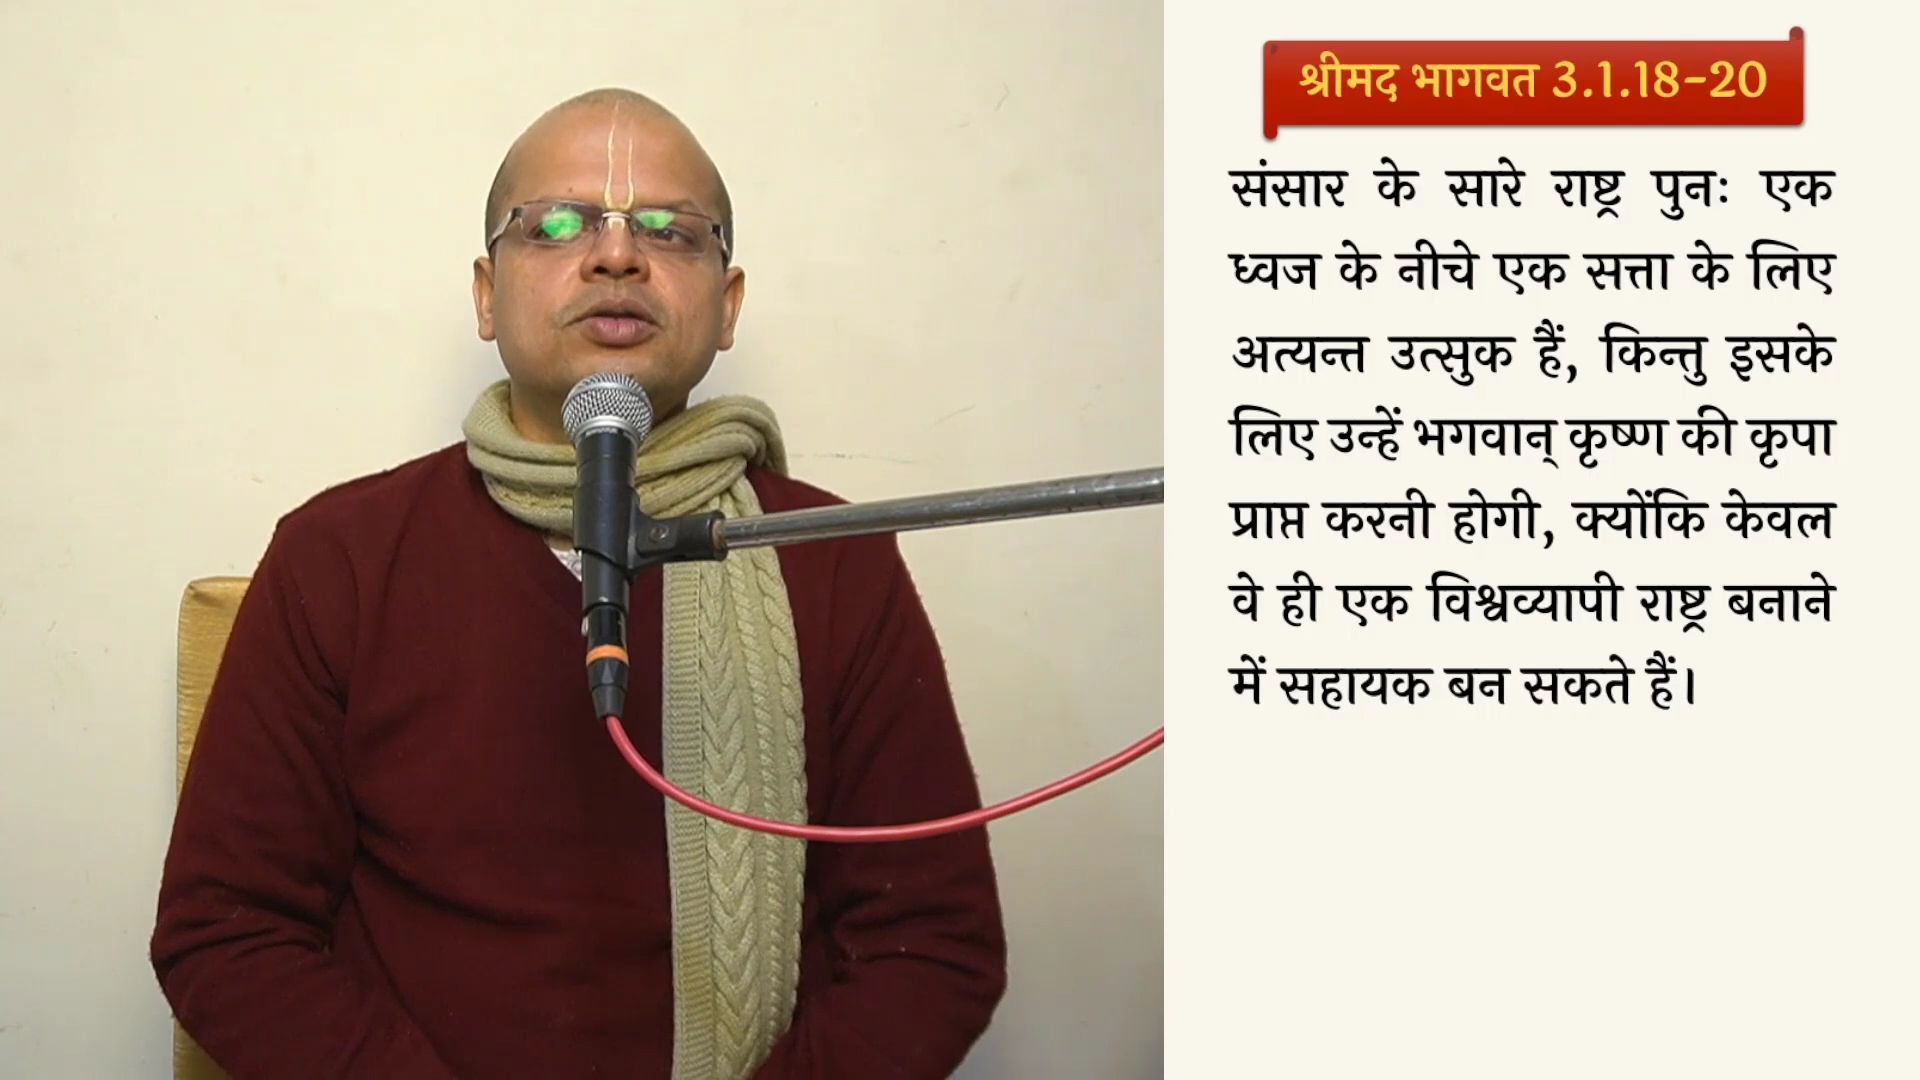 श्रीमद भागवत 3.1.18-20
संसार के सारे राष्ट्र पुनः एक
ध्वज के नीचे एक सत्ता के लिए
अत्यन्त उत्सुक हैं, किन्तु इसके
लिए उन्हें भगवान् कृष्ण की कृपा
प्राप्त करनी होगी, क्योंकि केवल
वे ही एक विश्वव्यापी राष्ट्र बनाने
में सहायक बन सकते हैं।